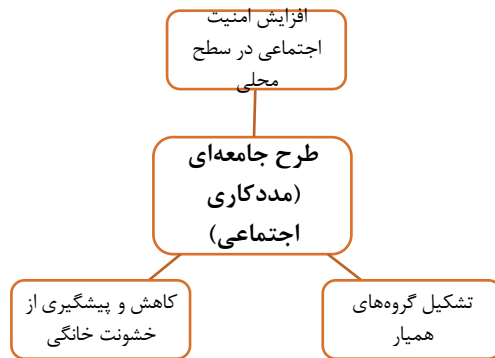 افزایش امنیت
اجتماعی در سطح
محلی
طرح جامعه‌ای
(مددکاری
اجتماعی)
تشکیل گروه‌های
همیار
کاهش و پیشگیری از
خشونت خانگی